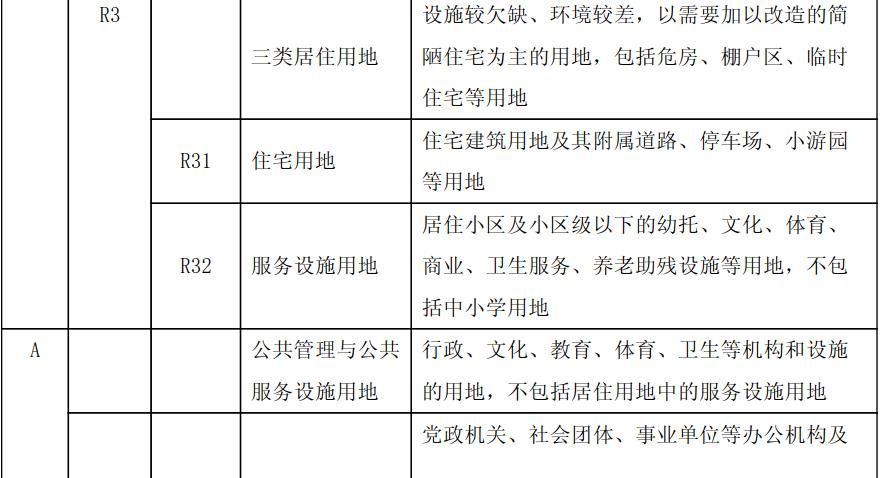 R3
三类居住用地
设施较欠缺、环境较差，以需要加以改造的简
陋住宅为主的用地，包括危房、棚户区、临时
住宅等用地
R31
住宅用地
住宅建筑用地及其附属道路、停车场、小游园
等用地
R32
服务设施用地
居住小区及小区级以下的幼托、文化、体育、
商业、卫生服务、养老助残设施等用地，不包
括中小学用地
A
公共管理与公共
服务设施用地
行政、文化、教育、体育、卫生等机构和设施
的用地，不包括居住用地中的服务设施用地
党政机关、社会团体、事业单位等办公机构及